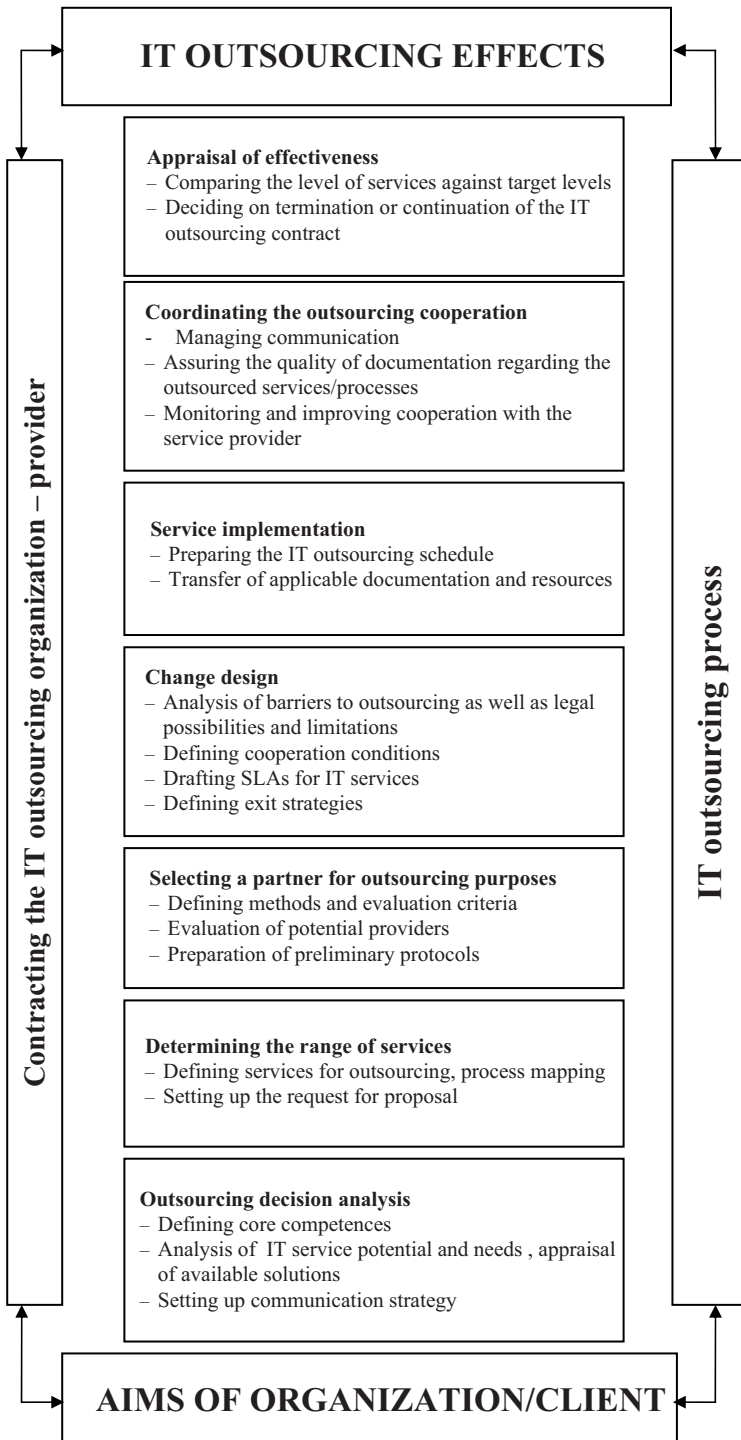 IT OUTSOURCING EFFECTS
Contracting the IT outsourcing organization – provider
Appraisal of effectiveness
– Comparing the level of services against target levels
– Deciding on termination or continuation of the IT
outsourcing contract
Coordinating the outsourcing cooperation
- Managing communication
– Assuring the quality of documentation regarding the
outsourced services/processes
– Monitoring and improving cooperation with the
service provider
Service implementation
– Preparing the IT outsourcing schedule
– Transfer of applicable documentation and resources
Change design
– Analysis of barriers to outsourcing as well as legal
possibilities and limitations
– Defining cooperation conditions
– Drafting SLAs for IT services
– Defining exit strategies
Selecting a partner for outsourcing purposes
– Defining methods and evaluation criteria
– Evaluation of potential providers
– Preparation of preliminary protocols
Determining the range of services
– Defining services for outsourcing, process mapping
– Setting up the request for proposal
Outsourcing decision analysis
– Defining core competences
– Analysis of IT service potential and needs , appraisal
of available solutions
– Setting up communication strategy
IT outsourcing process
AIMS OF ORGANIZATION/CLIENT